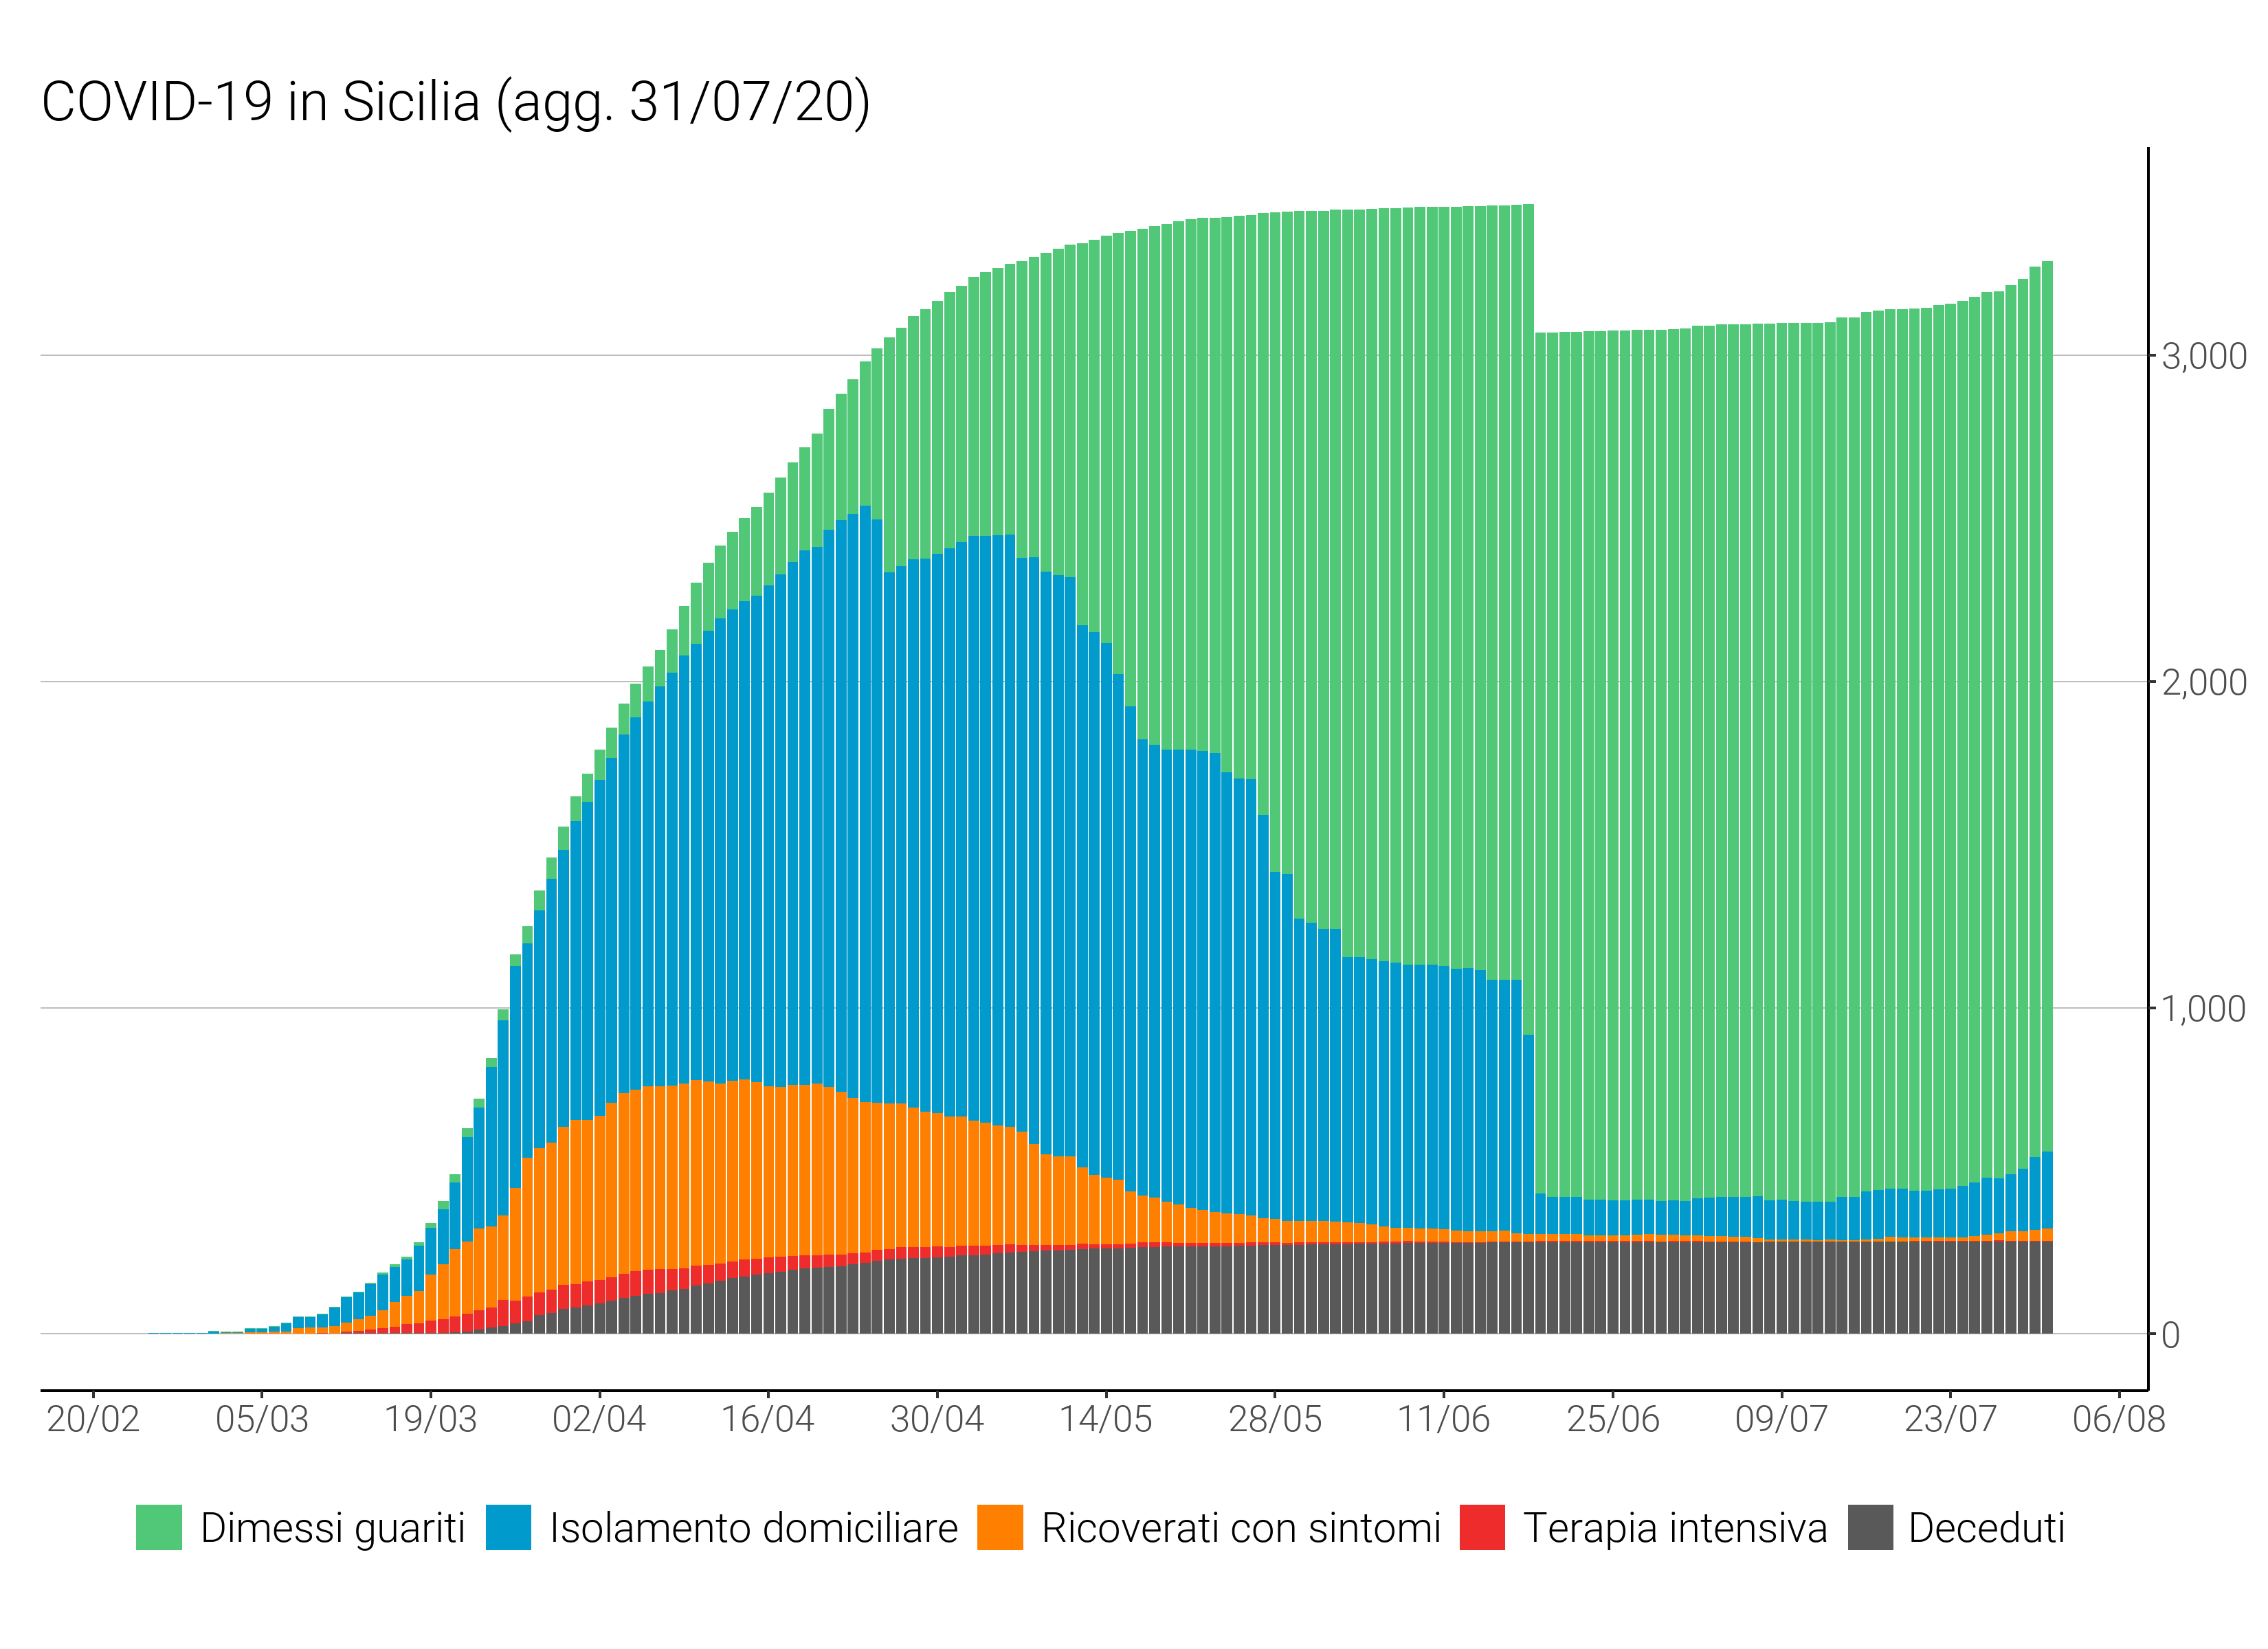 COVID-19 in Sicilia (agg. 31/07/20)
3,000
2,000
1,000
0
20/02 05/03 19/03 02/04 16/04 30/04 14/05 28/05 11/06 25/06 09/07 23/07 06/08
Dimessi guariti Isolamento domiciliare Ricoverati con sintomi Terapia intensiva Deceduti